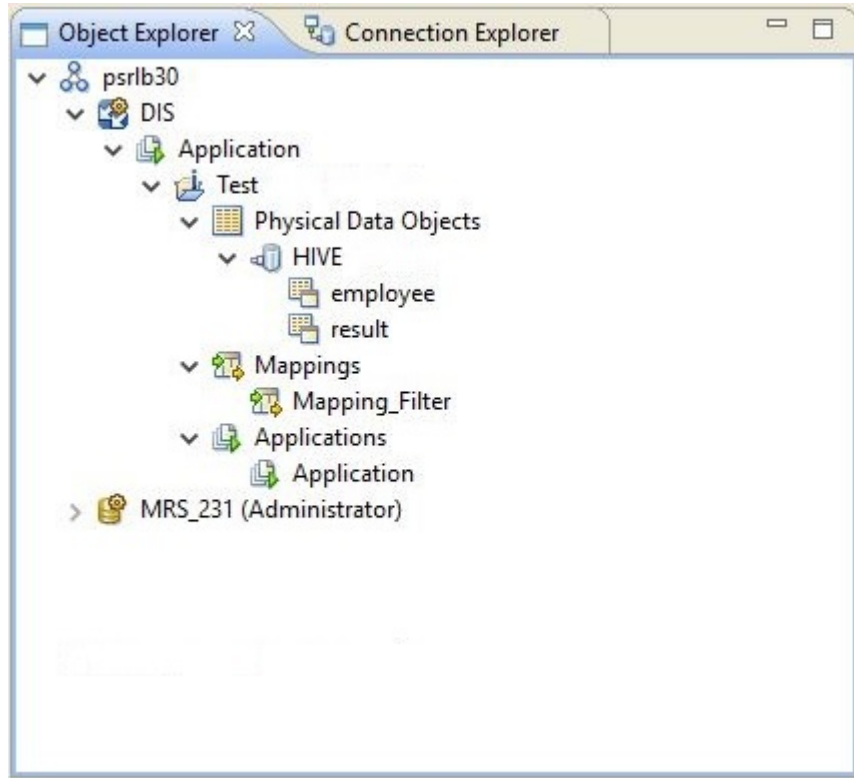 Object Explorer Connection Explorer
psrlb30
DIS
Application
Test
Physical Data Objects
HIVE
employee
result
Mappings
Mapping_Filter
Applications
Application
MRS_231 (Administrator)